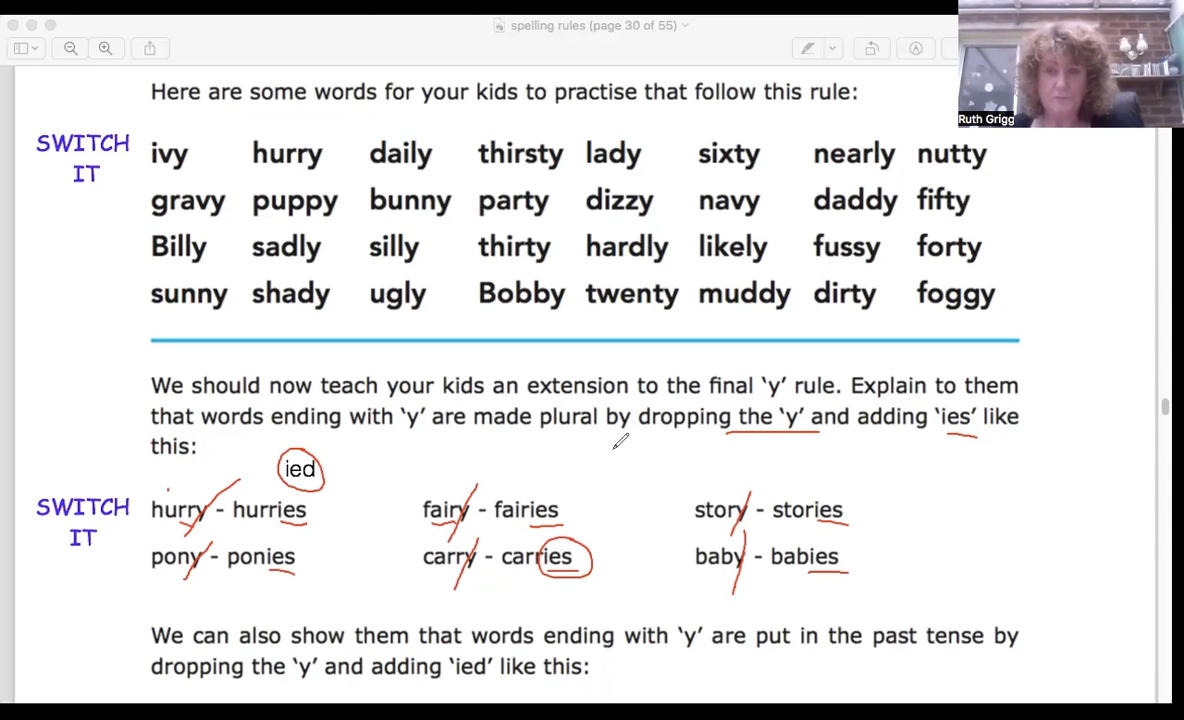 spelling rules (page 30 of 55)
Ruth Grigg
Here are some words for your kids to practise that follow this rule:
SWITCH IT
ivy hurry daily thirsty lady sixty nearly nutty
gravy puppy bunny party dizzy navy daddy fifty
Billy sadly silly thirty hardly likely fussy forty
sunny shady ugly Bobby twenty muddy dirty foggy
We should now teach your kids an extension to the final ‘y’ rule. Explain to them
that words ending with ‘y’ are made plural by dropping the ‘y’ and adding ‘ies’ like
this:
ied
SWITCH IT
hurry - hurries fairy - fairies story - stories
pony - ponies carry - carries baby - babies
We can also show them that words ending with ‘y’ are put in the past tense by
dropping the ‘y’ and adding ‘ied’ like this: